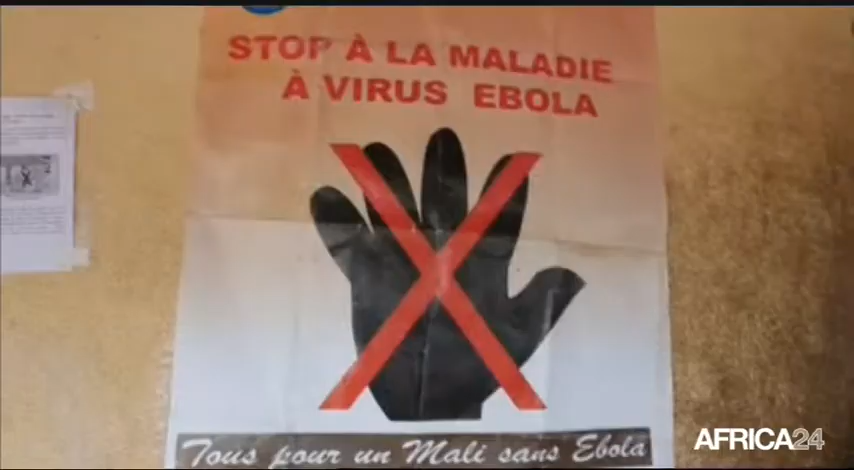 STOP À LA MALADIE
À VIRUS EBOLA
Tous pour un Mali sans Ebola
AFRICA24